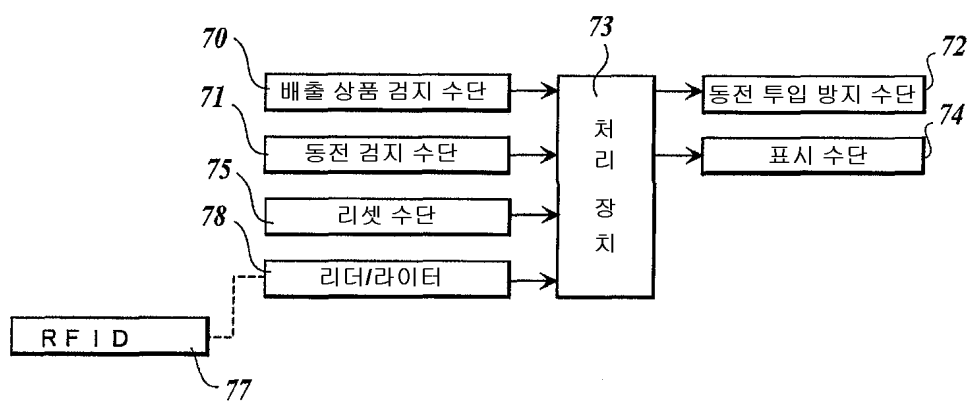 70
배출 상품 검지 수단
71
동전 검지 수단
75
리셋 수단
78
리더/라이터
RFID
77
73
처리 장치
72
동전 투입 방지 수단
74
표시 수단